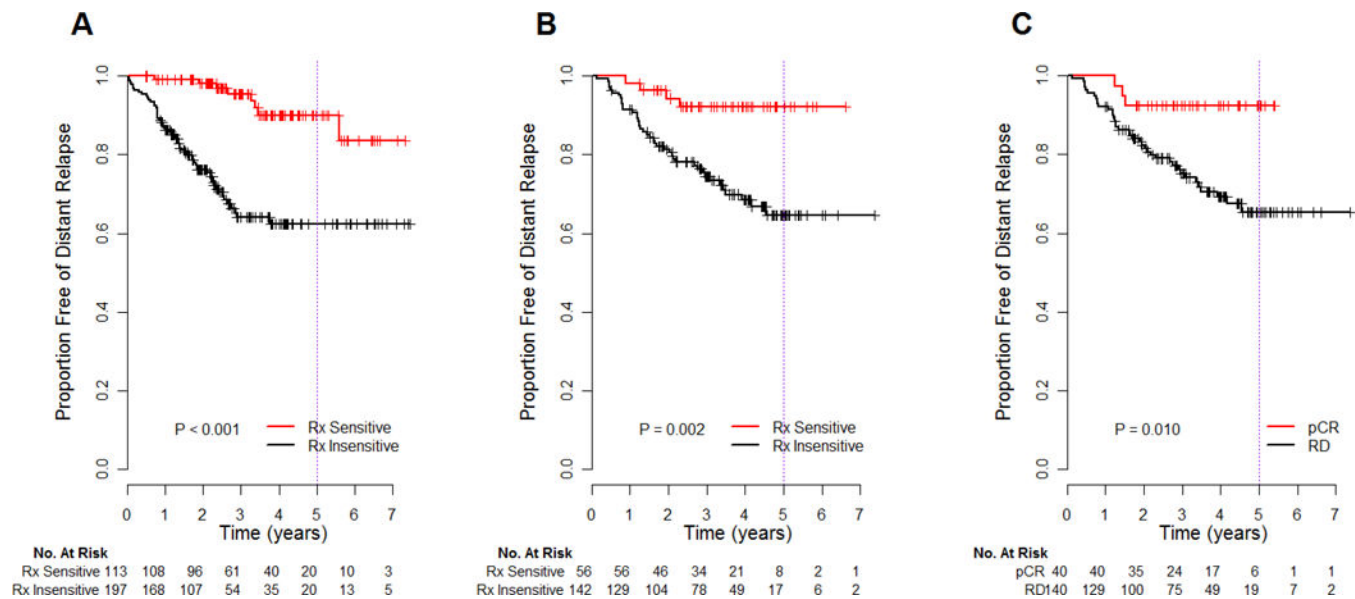 A
Proportion Free of Distant Relapse
1.0
0.8
0.6
0.4
0.2
0.0
P < 0.001
Rx Sensitive
Rx Insensitive
0 1 2 3 4 5 6 7
Time (years)
No. At Risk
Rx Sensitive 113 108 96 61 40 20 10 3
Rx Insensitive 197 168 107 54 35 20 13 5
B
Proportion Free of Distant Relapse
1.0
0.8
0.6
0.4
0.2
0.0
P = 0.002
Rx Sensitive
Rx Insensitive
0 1 2 3 4 5 6 7
Time (years)
No. At Risk
Rx Sensitive 56 56 46 34 21 8 2 1
Rx Insensitive 142 129 104 78 49 17 6 2
C
Proportion Free of Distant Relapse
1.0
0.8
0.6
0.4
0.2
0.0
P = 0.010
pCR
RD
0 1 2 3 4 5 6 7
Time (years)
No. At Risk
pCR 40 40 35 24 17 6 1 1
RD140 129 100 75 49 19 7 2